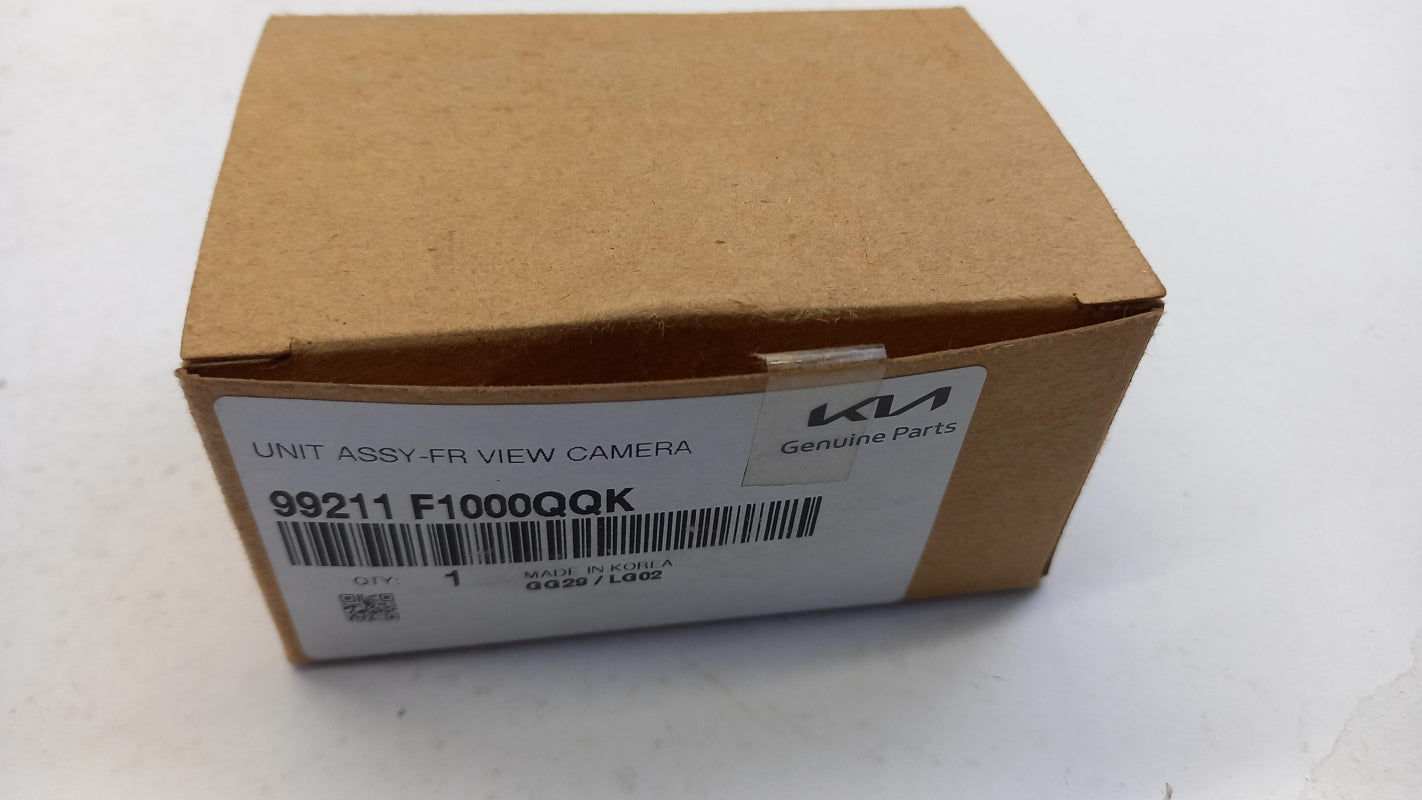 KIA
Genuine Parts
UNIT ASSY-FR VIEW CAMERA
99211 F1000QQK
QTY: 1
MADE IN KOREA
GG29 / LG02